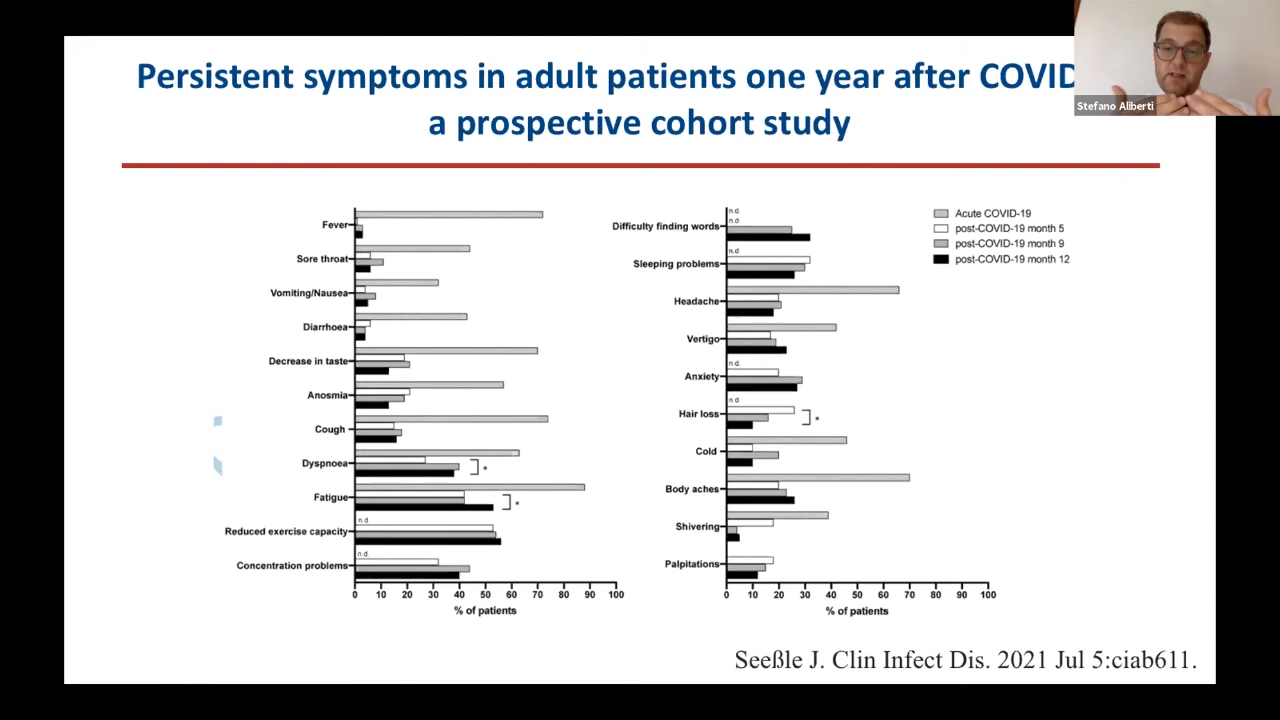 Persistent symptoms in adult patients one year after COVID
a prospective cohort study
Stefano Aliberti
Fever
Sore throat
Vomiting/Nausea
Diarrhoea
Decrease in taste
Anosmia
Cough
Dyspnoea
*
Fatigue
*
Reduced exercise capacity
n.d.
Concentration problems
n.d.
0 10 20 30 40 50 60 70 80 90 100
% of patients
n.d.
n.d.
Difficulty finding words
n.d.
Sleeping problems
Headache
Vertigo
n.d.
Anxiety
n.d.
Hair loss
*
Cold
Body aches
Shivering
Palpitations
0 10 20 30 40 50 60 70 80 90 100
% of patients
Acute COVID-19
post-COVID-19 month 5
post-COVID-19 month 9
post-COVID-19 month 12
Seeßle J. Clin Infect Dis. 2021 Jul 5:ciab611.